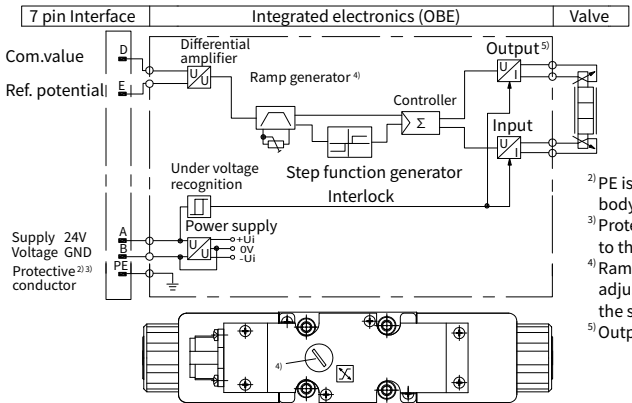 7 pin Interface
Integrated electronics (OBE)
Valve
Com.value
D
Differential
amplifier
U
U
Output 5)
U
I
Ref. potential
E
Ramp generator 4)
Controller
Σ
Input
U
I
Step function generator
Under voltage
recognition
Interlock
Power supply
U
U
+Ui
0V
-Ui
Supply 24V
A
Voltage GND
B
Protective 2) 3)
conductor
PE
2) PE is
body
3) Prote
to th
4) Ram
adju
the s
5) Outp
4)